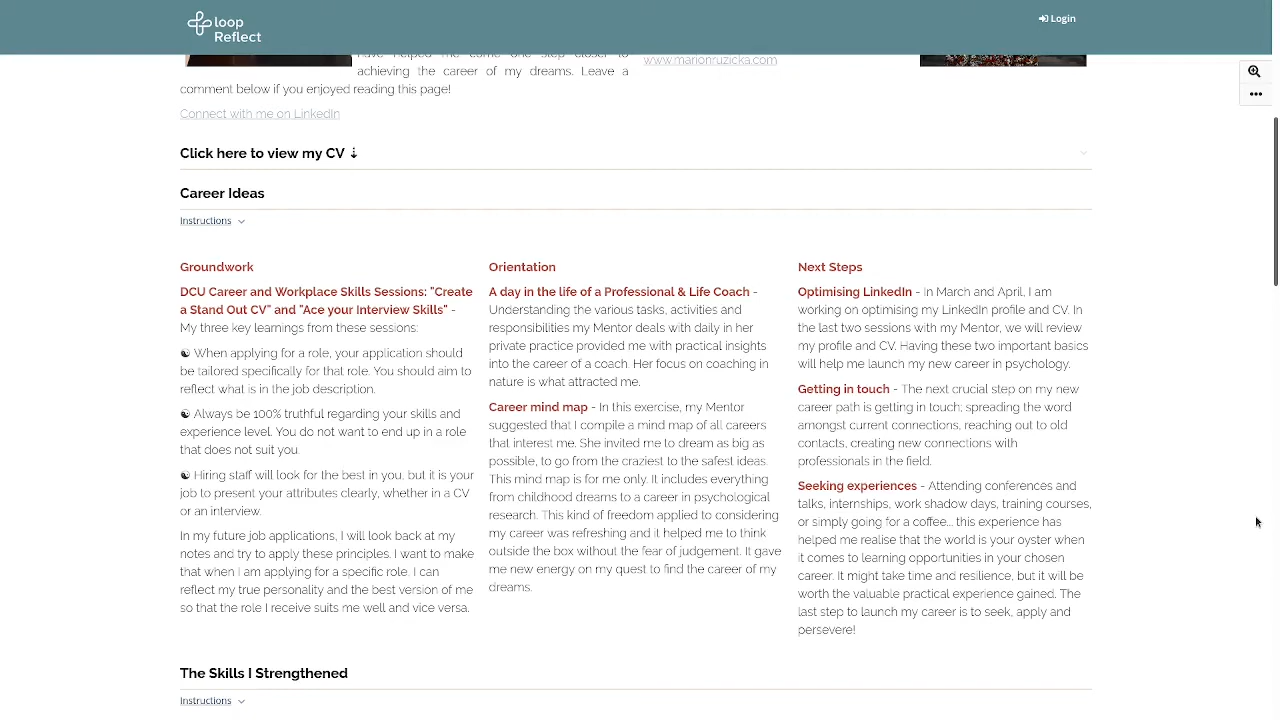 loop
Reflect
Login
have helped me come one step closer to
achieving the career of my dreams. Leave a
comment below if you enjoyed reading this page!
www.marionruzicka.com
Connect with me on LinkedIn
Click here to view my CV ⇣
Career Ideas
Instructions
Groundwork
DCU Career and Workplace Skills Sessions: "Create
a Stand Out CV" and "Ace your Interview Skills" -
My three key learnings from these sessions:
☯ When applying for a role, your application should
be tailored specifically for that role. You should aim to
reflect what is in the job description.
☯ Always be 100% truthful regarding your skills and
experience level. You do not want to end up in a role
that does not suit you.
☯ Hiring staff will look for the best in you, but it is your
job to present your attributes clearly, whether in a CV
or an interview.
In my future job applications, I will look back at my
notes and try to apply these principles. I want to make
that when I am applying for a specific role. I can
reflect my true personality and the best version of me
so that the role I receive suits me well and vice versa.
Orientation
A day in the life of a Professional & Life Coach -
Understanding the various tasks, activities and
responsibilities my Mentor deals with daily in her
private practice provided me with practical insights
into the career of a coach. Her focus on coaching in
nature is what attracted me.
Career mind map - In this exercise, my Mentor
suggested that I compile a mind map of all careers
that interest me. She invited me to dream as big as
possible, to go from the craziest to the safest ideas.
This mind map is for me only. It includes everything
from childhood dreams to a career in psychological
research. This kind of freedom applied to considering
my career was refreshing and it helped me to think
outside the box without the fear of judgement. It gave
me new energy on my quest to find the career of my
dreams.
Next Steps
Optimising LinkedIn - In March and April, I am
working on optimising my LinkedIn profile and CV. In
the last two sessions with my Mentor, we will review
my profile and CV. Having these two important basics
will help me launch my new career in psychology.
Getting in touch - The next crucial step on my new
career path is getting in touch; spreading the word
amongst current connections, reaching out to old
contacts, creating new connections with
professionals in the field.
Seeking experiences - Attending conferences and
talks, internships, work shadow days, training courses,
or simply going for a coffee... this experience has
helped me realise that the world is your oyster when
it comes to learning opportunities in your chosen
career. It might take time and resilience, but it will be
worth the valuable practical experience gained. The
last step to launch my career is to seek, apply and
persevere!
The Skills I Strengthened
Instructions